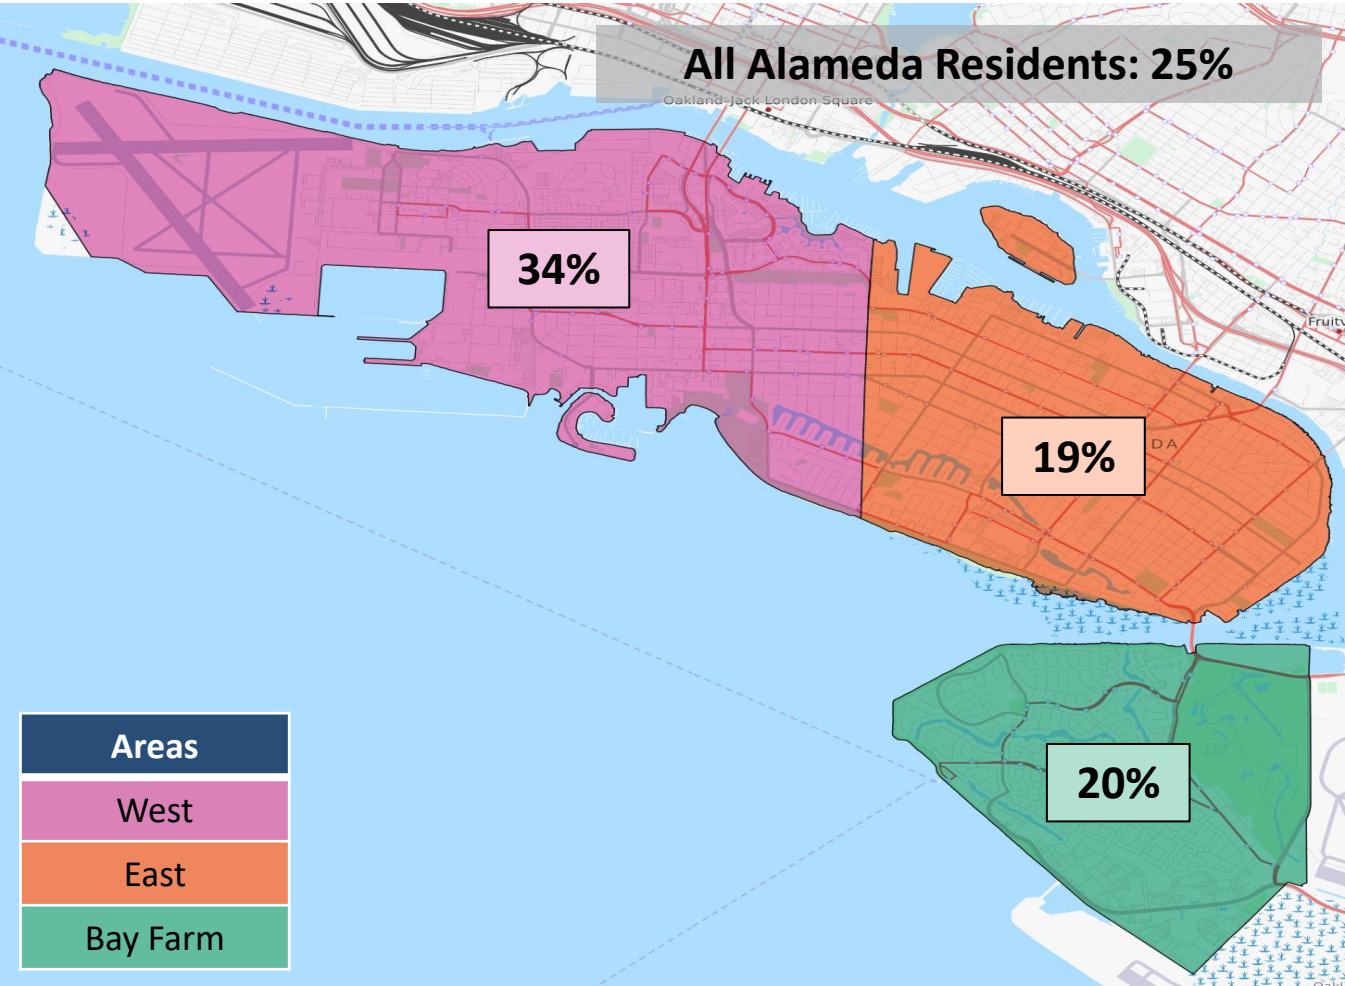 All Alameda Residents: 25%
Oakland Jack London Square
34%
Fruitv
19%
DA
20%
Areas
West
East
Bay Farm